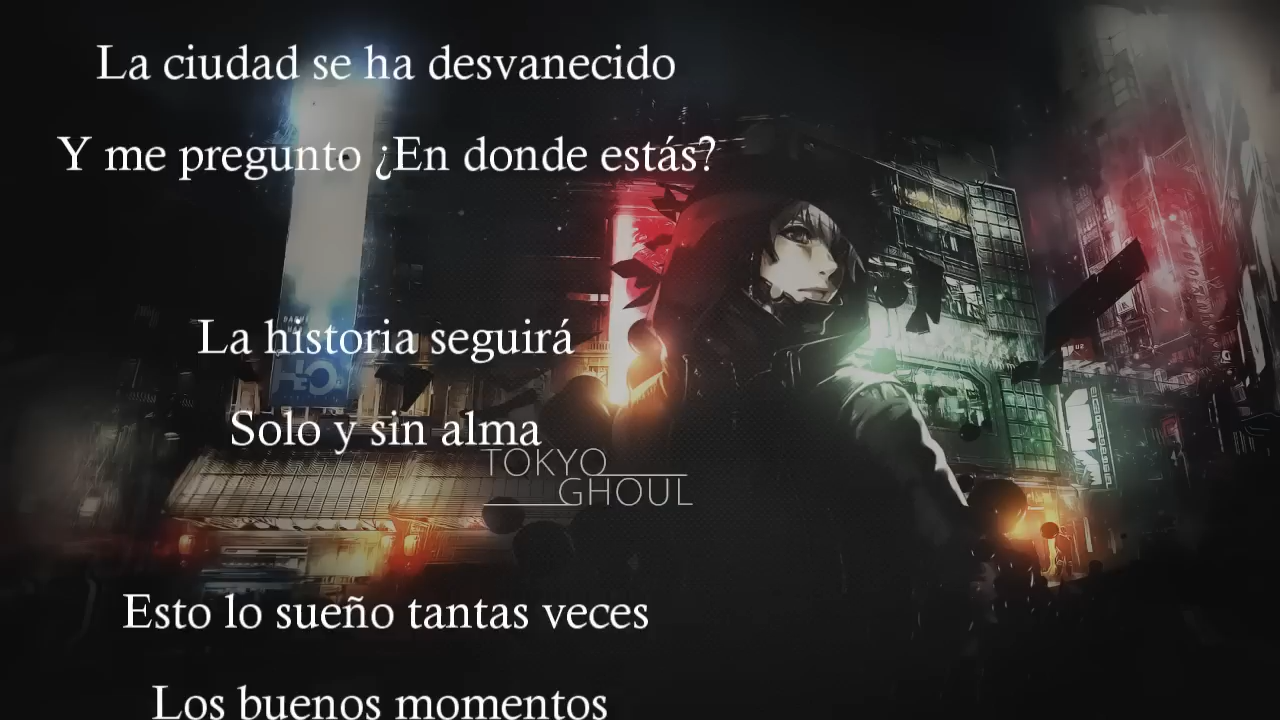 La ciudad se ha desvanecido
Y me pregunto ¿En donde estás?
La historia seguirá
Solo y sin alma
TOKYO
GHOUL
Esto lo sueño tantas veces
Los buenos momentos